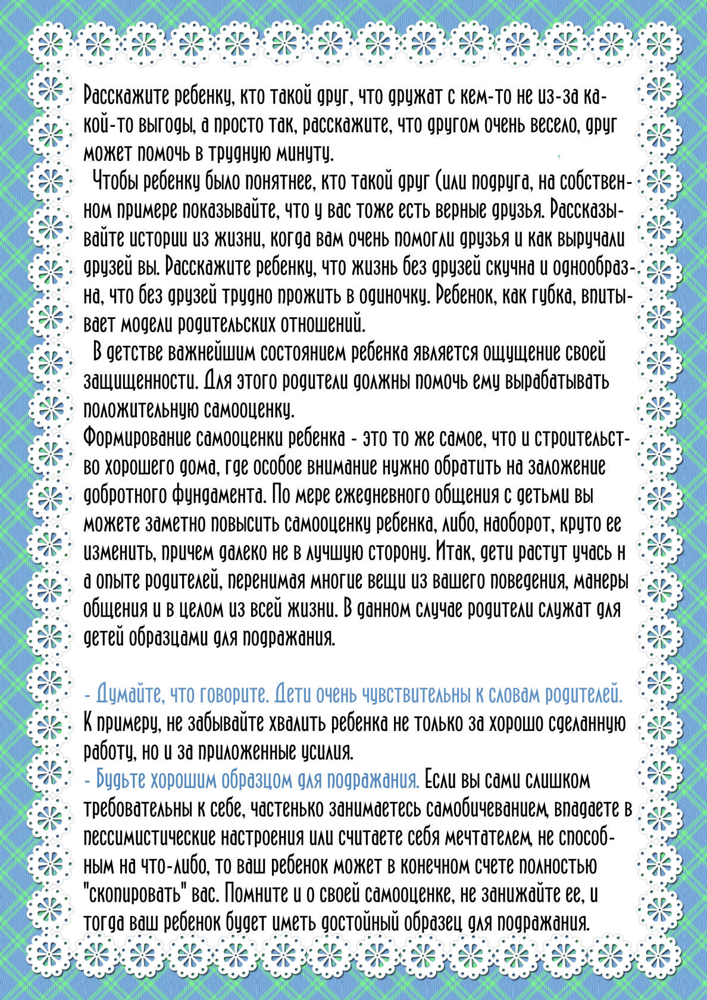 Расскажите ребенку, кто такой друг, что дружат с кем-то не из-за ка-
кой-то выгоды, а просто так, расскажите, что другом очень весело, друг
может помочь в трудную минуту.
Чтобы ребенку было понятнее, кто такой друг (или подруга, на собствен-
ном примере показывайте, что у вас тоже есть верные друзья. Рассказы-
вайте истории из жизни, когда вам очень помогли друзья и как выручали
друзей вы. Расскажите ребенку, что жизнь без друзей скучна и однообраз-
на, что без друзей трудно прожить в одиночку. Ребенок, как губка, впиты-
вает модели родительских отношений.
В детстве важнейшим состоянием ребенка является ощущение своей
защищенности. Для этого родители должны помочь ему вырабатывать
положительную самооценку.
Формирование самооценки ребенка - это то же самое, что и строительст-
во хорошего дома, где особое внимание нужно обратить на заложение
добротного фундамента. По мере ежедневного общения с детьми вы
можете заметно повысить самооценку ребенка, либо, наоборот, круто ее
изменить, причем далеко не в лучшую сторону. Итак, дети растут учась н
а опыте родителей, перенимая многие вещи из вашего поведения, манеры
общения и в целом из всей жизни. В данном случае родители служат для
детей образцами для подражания.
- Думайте, что говорите. Дети очень чувствительны к словам родителей.
К примеру, не забывайте хвалить ребенка не только за хорошо сделанную
работу, но и за приложенные усилия.
- Будьте хорошим образцом для подражания. Если вы сами слишком
требовательны к себе, частенько занимаетесь самобичеванием, впадаете в
пессимистические настроения или считаете себя мечтателем, не способ-
ным на что-либо, то ваш ребенок может в конечном счете полностью
"скопировать" вас. Помните и о своей самооценке, не занижайте ее, и
тогда ваш ребенок будет иметь достойный образец для подражания.